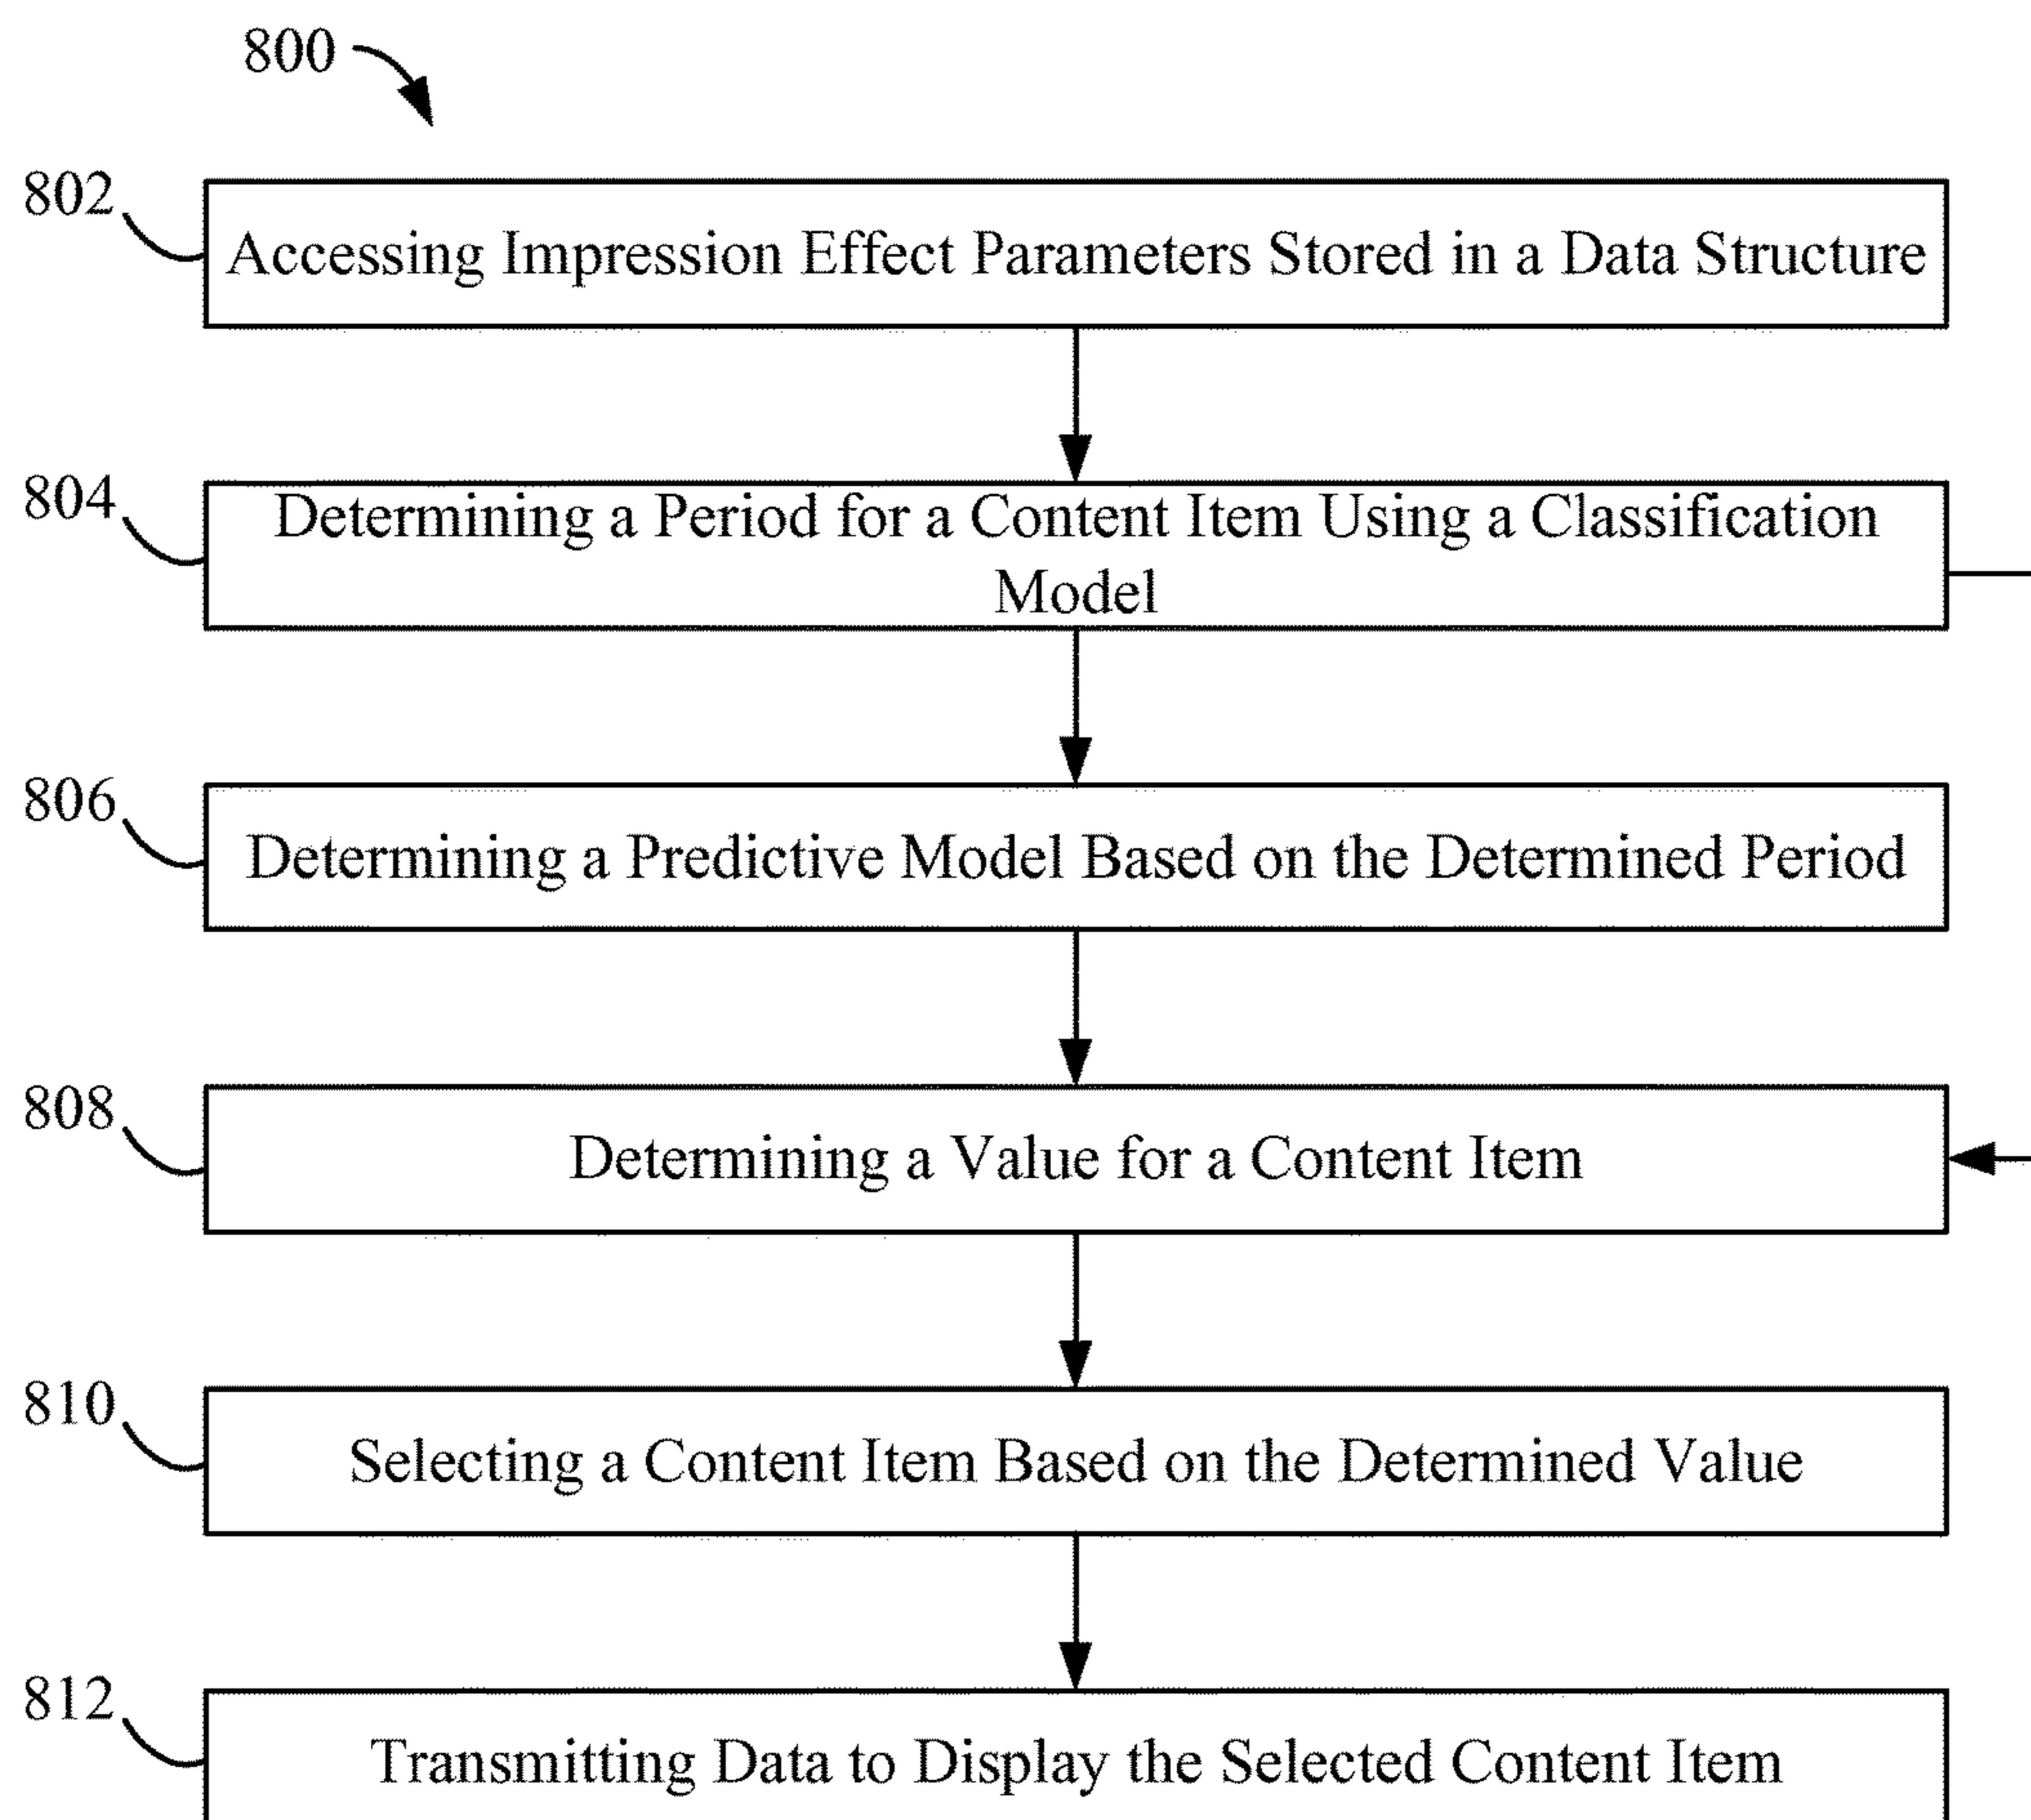 800
802
Accessing Impression Effect Parameters Stored in a Data Structure
804
Determining a Period for a Content Item Using a Classification
Model
806
Determining a Predictive Model Based on the Determined Period
808
Determining a Value for a Content Item
810
Selecting a Content Item Based on the Determined Value
812
Transmitting Data to Display the Selected Content Item